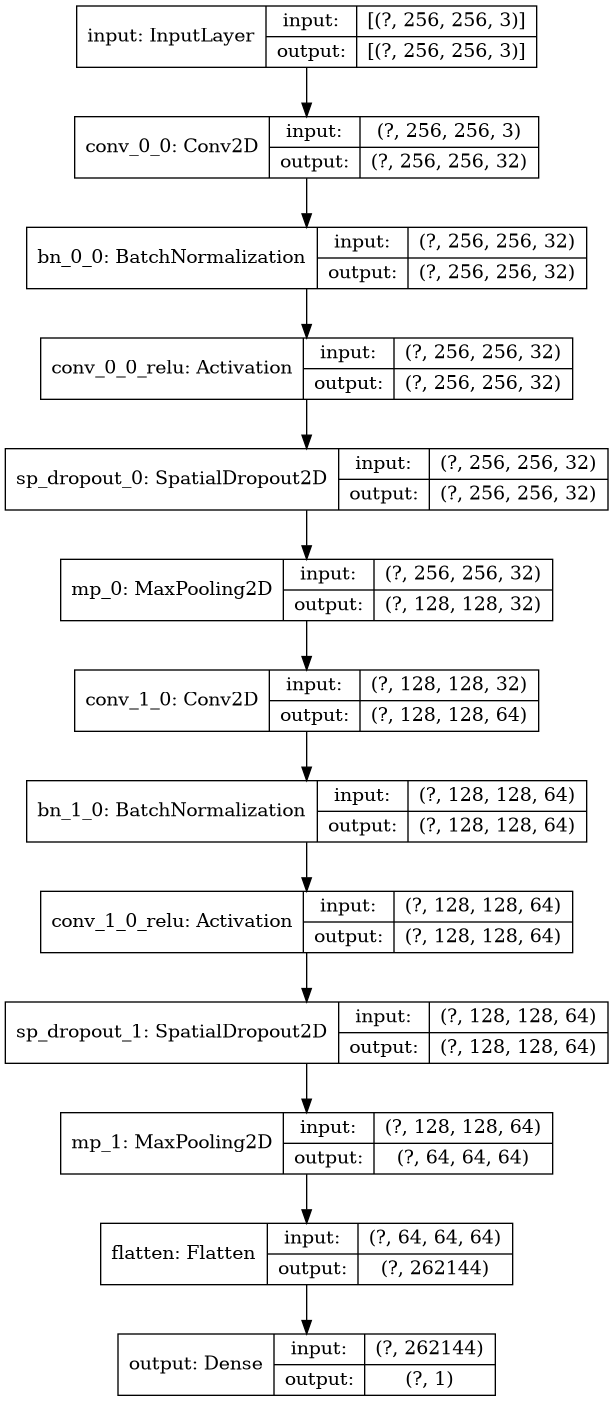 input: InputLayer
input: [(?, 256, 256, 3)]
output: [(?, 256, 256, 3)]
conv_0_0: Conv2D
input: (?, 256, 256, 3)
output: (?, 256, 256, 32)
bn_0_0: BatchNormalization
input: (?, 256, 256, 32)
output: (?, 256, 256, 32)
conv_0_0_relu: Activation
input: (?, 256, 256, 32)
output: (?, 256, 256, 32)
sp_dropout_0: SpatialDropout2D
input: (?, 256, 256, 32)
output: (?, 256, 256, 32)
mp_0: MaxPooling2D
input: (?, 256, 256, 32)
output: (?, 128, 128, 32)
conv_1_0: Conv2D
input: (?, 128, 128, 32)
output: (?, 128, 128, 64)
bn_1_0: BatchNormalization
input: (?, 128, 128, 64)
output: (?, 128, 128, 64)
conv_1_0_relu: Activation
input: (?, 128, 128, 64)
output: (?, 128, 128, 64)
sp_dropout_1: SpatialDropout2D
input: (?, 128, 128, 64)
output: (?, 128, 128, 64)
mp_1: MaxPooling2D
input: (?, 128, 128, 64)
output: (?, 64, 64, 64)
flatten: Flatten
input: (?, 64, 64, 64)
output: (?, 262144)
output: Dense
input: (?, 262144)
output: (?, 1)